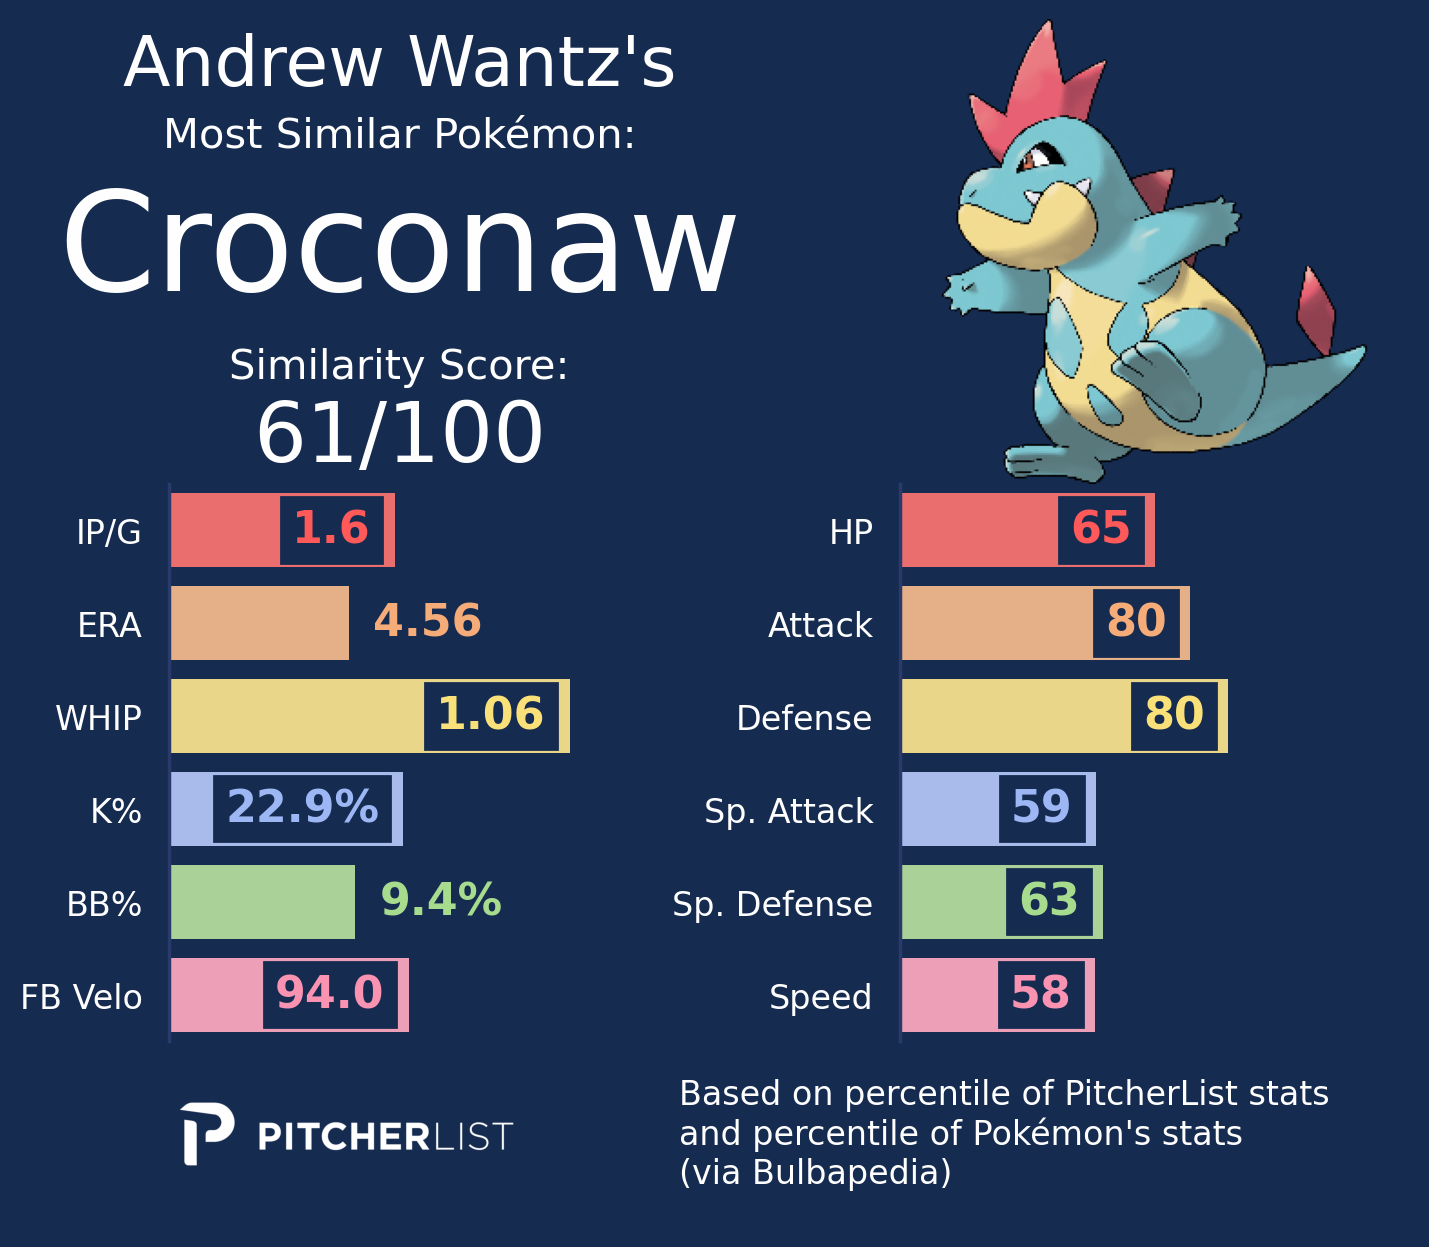 Andrew Wantz's
Most Similar Pokémon:
Croconaw
Similarity Score:
61/100
IP/G 1.6
ERA 4.56
WHIP 1.06
K% 22.9%
BB% 9.4%
FB Velo 94.0
HP 65
Attack 80
Defense 80
Sp. Attack 59
Sp. Defense 63
Speed 58
PITCHERLIST
Based on percentile of PitcherList stats
and percentile of Pokémon's stats
(via Bulbapedia)